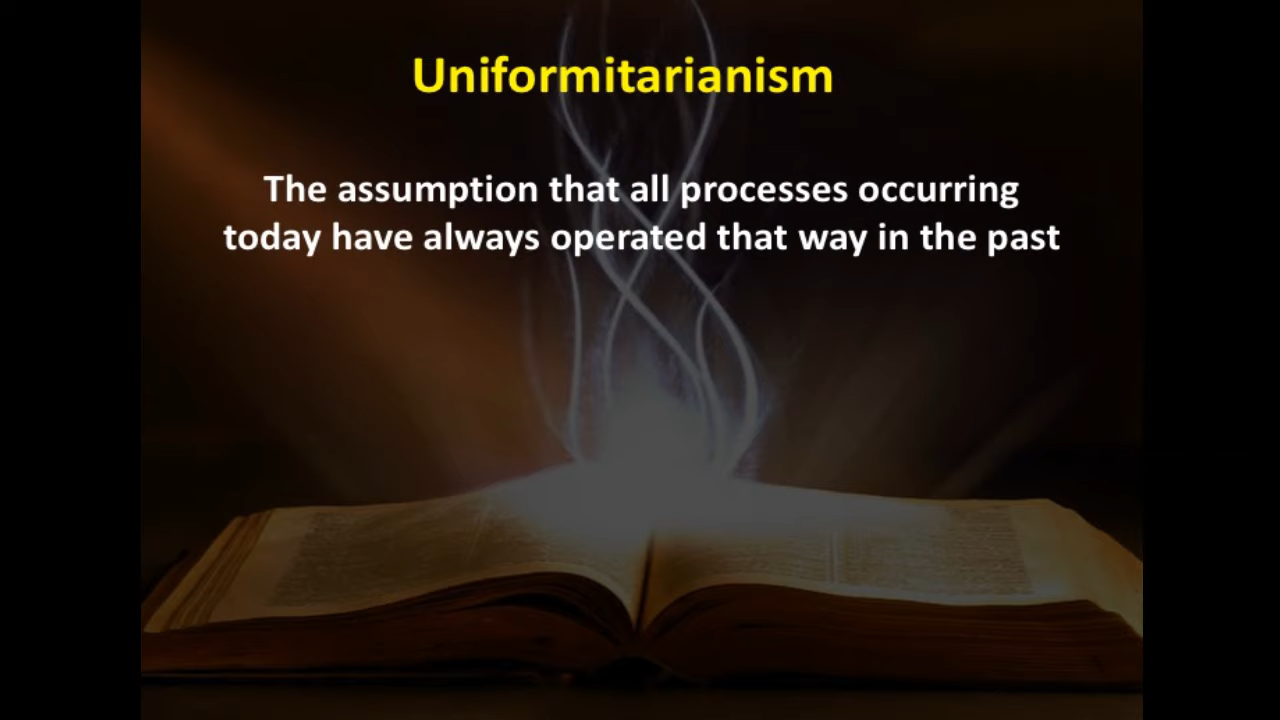 Uniformitarianism
The assumption that all processes occurring
today have always operated that way in the past